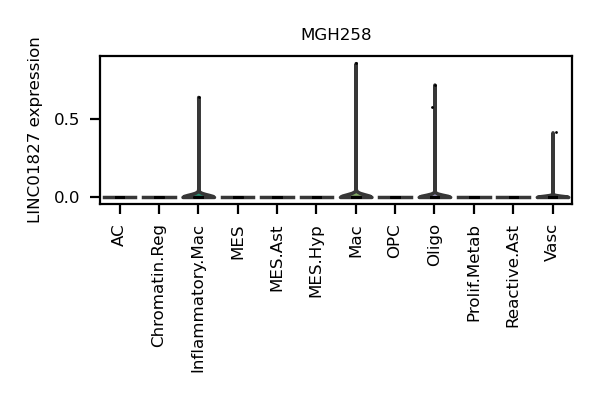 MGH258
LINC01827 expression
0.5
0.0
AC
Chromatin.Reg
Inflammatory.Mac
MES
MES.Ast
MES.Hyp
Mac
OPC
Oligo
Prolif.Metab
Reactive.Ast
Vasc